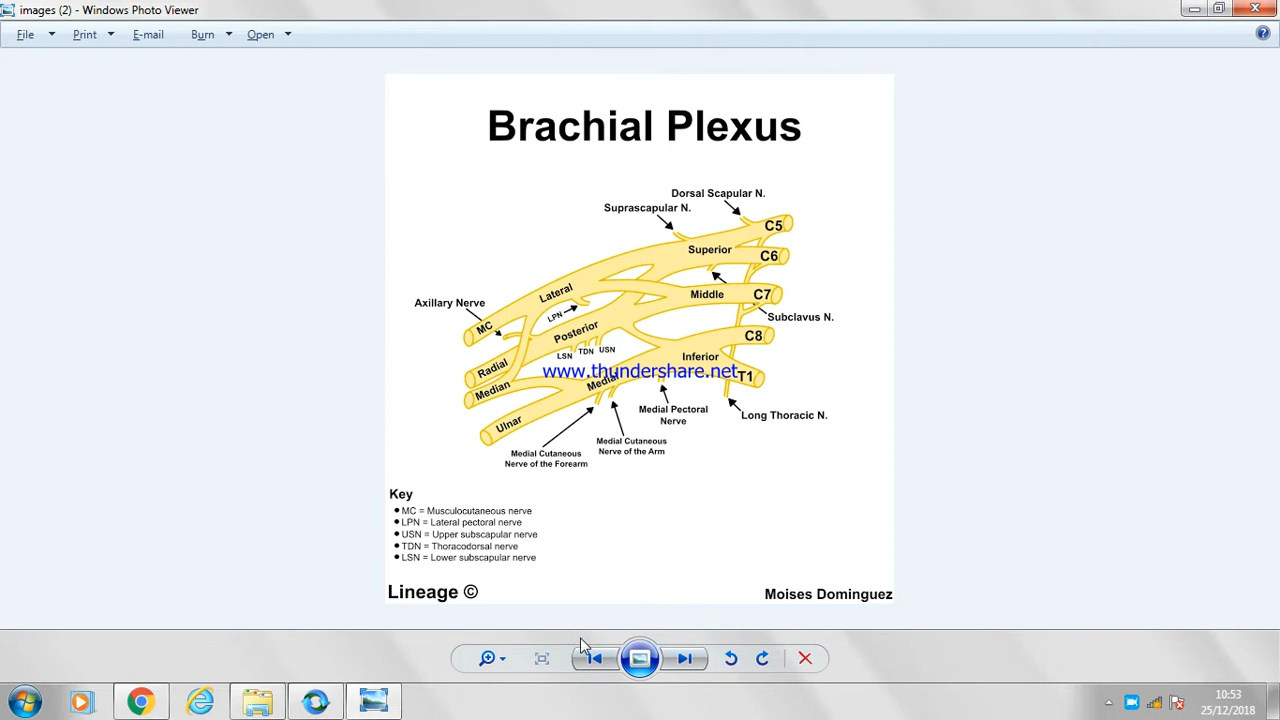 images (2) - Windows Photo Viewer
File Print E-mail Burn Open
Brachial Plexus
Dorsal Scapular N.
Suprascapular N.
C5
Superior
C6
Lateral
Middle
C7
Axillary Nerve
LPN
Subclavus N.
MC
Posterior
C8
LSN TDN USN
Inferior
Radial
www.thundershare.net
T1
Median
Medial
Medial Pectoral
Nerve
Long Thoracic N.
Ulnar
Medial Cutaneous
Nerve of the Arm
Medial Cutaneous
Nerve of the Forearm
Key
MC = Musculocutaneous nerve
LPN = Lateral pectoral nerve
USN = Upper subscapular nerve
TDN = Thoracodorsal nerve
LSN = Lower subscapular nerve
Lineage ©
Moises Dominguez
10:53
25/12/2018